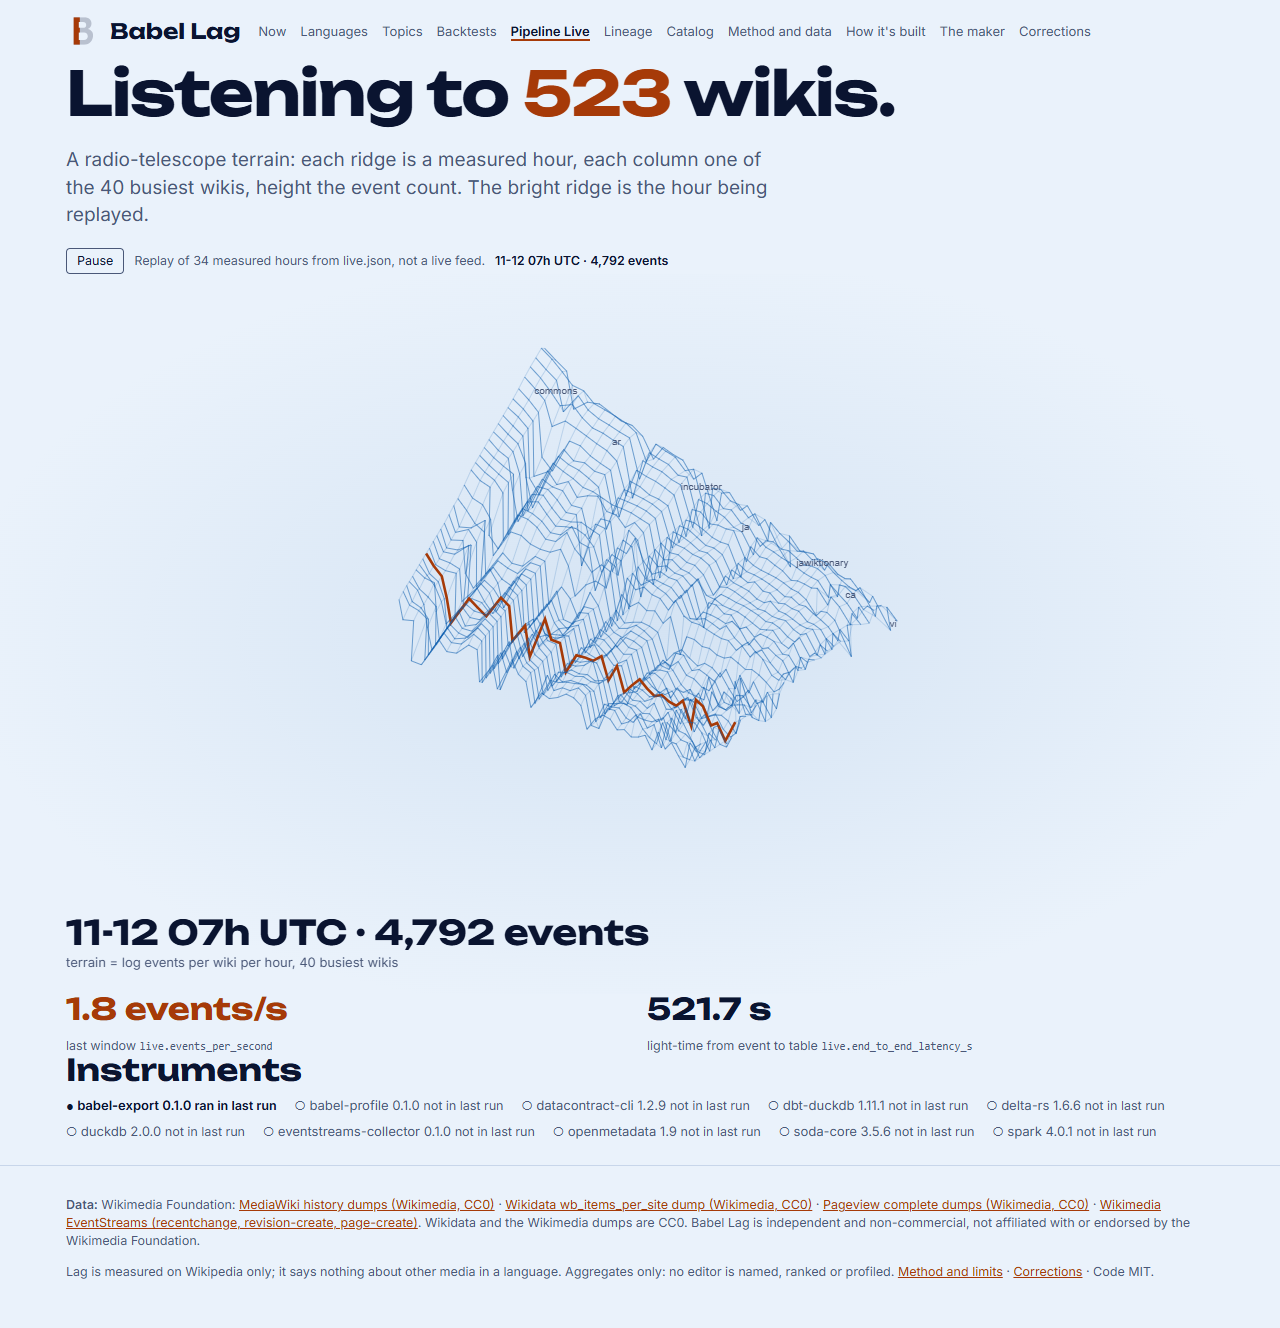 B Babel Lag Now Languages Topics Backtests Pipeline Live Lineage Catalog Method and data How it's built The maker Corrections
Listening to 523 wikis.
A radio-telescope terrain: each ridge is a measured hour, each column one of
the 40 busiest wikis, height the event count. The bright ridge is the hour being
replayed.
Pause Replay of 34 measured hours from live.json, not a live feed. 11-12 07h UTC · 4,792 events
commons
ar
incubator
ja
jawiktionary
ca
vi
11-12 07h UTC · 4,792 events
terrain = log events per wiki per hour, 40 busiest wikis
1.8 events/s
last window live.events_per_second
521.7 s
light-time from event to table live.end_to_end_latency_s
Instruments
● babel-export 0.1.0 ran in last run ○ babel-profile 0.1.0 not in last run ○ datacontract-cli 1.2.9 not in last run ○ dbt-duckdb 1.11.1 not in last run ○ delta-rs 1.6.6 not in last run
○ duckdb 2.0.0 not in last run ○ eventstreams-collector 0.1.0 not in last run ○ openmetadata 1.9 not in last run ○ soda-core 3.5.6 not in last run ○ spark 4.0.1 not in last run
Data: Wikimedia Foundation: MediaWiki history dumps (Wikimedia, CC0) · Wikidata wb_items_per_site dump (Wikimedia, CC0) · Pageview complete dumps (Wikimedia, CC0) · Wikimedia
EventStreams (recentchange, revision-create, page-create). Wikidata and the Wikimedia dumps are CC0. Babel Lag is independent and non-commercial, not affiliated with or endorsed by the
Wikimedia Foundation.
Lag is measured on Wikipedia only; it says nothing about other media in a language. Aggregates only: no editor is named, ranked or profiled. Method and limits · Corrections · Code MIT.